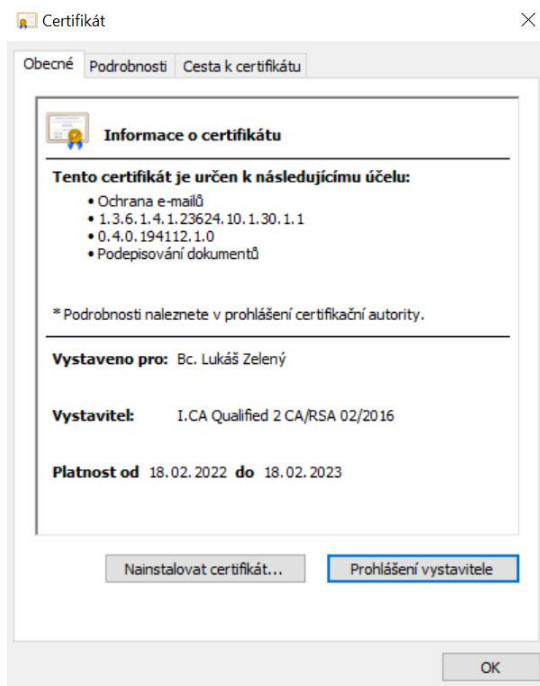 Certifikát
Obecné Podrobnosti Cesta k certifikátu
Informace o certifikátu
Tento certifikát je určen k následujícímu účelu:
• Ochrana e-mailů
• 1.3.6.1.4.1.23624.10.1.30.1.1
• 0.4.0.194112.1.0
• Podepisování dokumentů
* Podrobnosti naleznete v prohlášení certifikační autority.
Vystaveno pro: Bc. Lukáš Zelený
Vystavitel: I.CA Qualified 2 CA/RSA 02/2016
Platnost od 18.02.2022 do 18.02.2023
Nainstalovat certifikát... Prohlášení vystavitele
OK